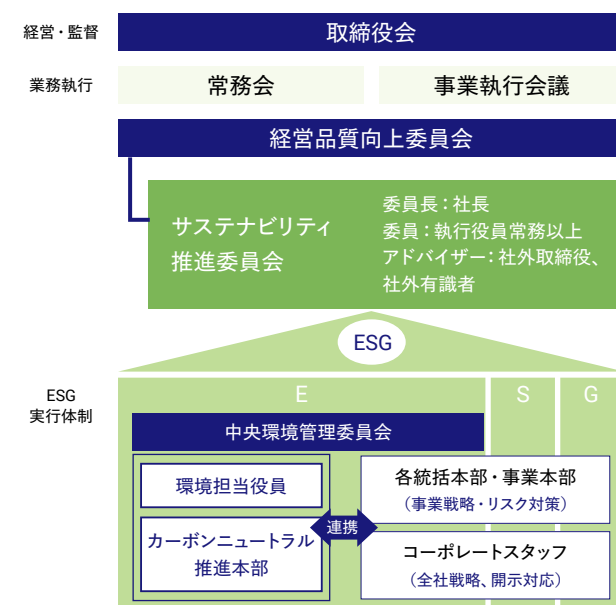 経営・監督
取締役会
業務執行
常務会
事業執行会議
経営品質向上委員会
サステナビリティ
推進委員会
委員長：社長
委員：執行役員常務以上
アドバイザー：社外取締役、
社外有識者
ESG
ESG
実行体制
E
S
G
中央環境管理委員会
環境担当役員
カーボンニュートラル
推進本部
連携
各統括本部・事業本部
（事業戦略・リスク対策）
コーポレートスタッフ
（全社戦略、開示対応）